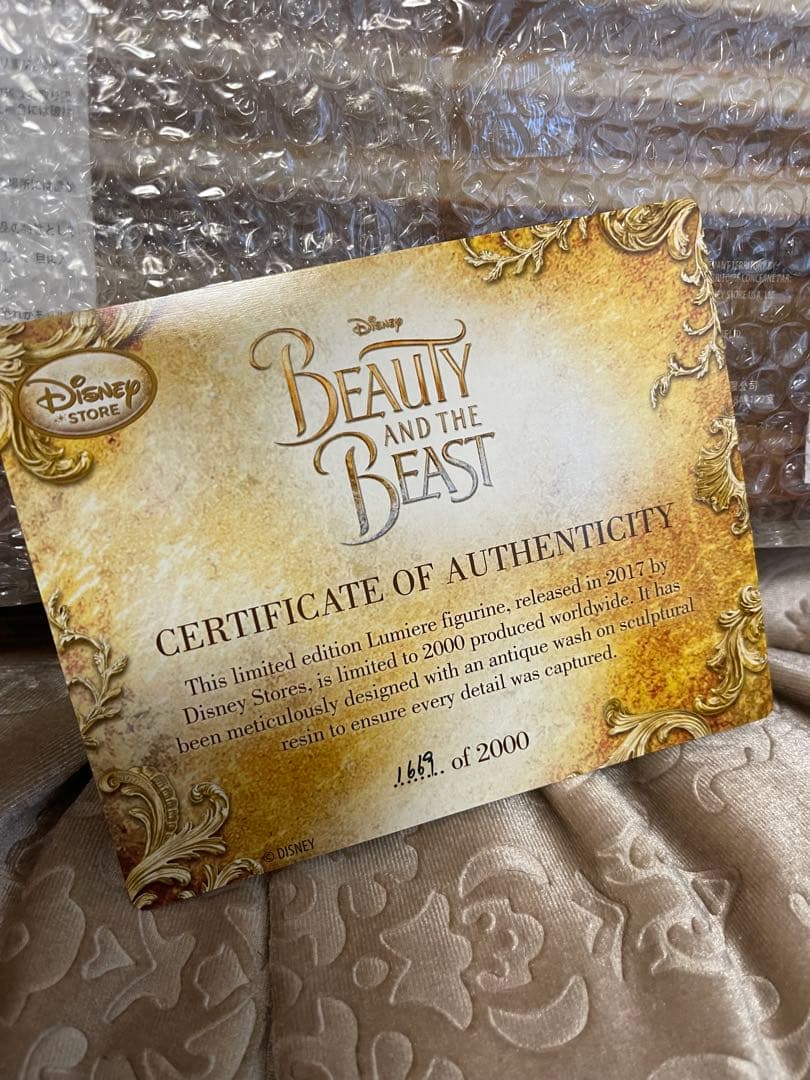 Disney
BEAUTY
AND THE
BEAST
Disney
STORE
CERTIFICATE OF AUTHENTICITY
This limited edition Lumiere figurine, released in 2017 by
Disney Stores, is limited to 2000 produced worldwide. It has
been meticulously designed with an antique wash on sculptural
resin to ensure every detail was captured.
1669 of 2000
© DISNEY